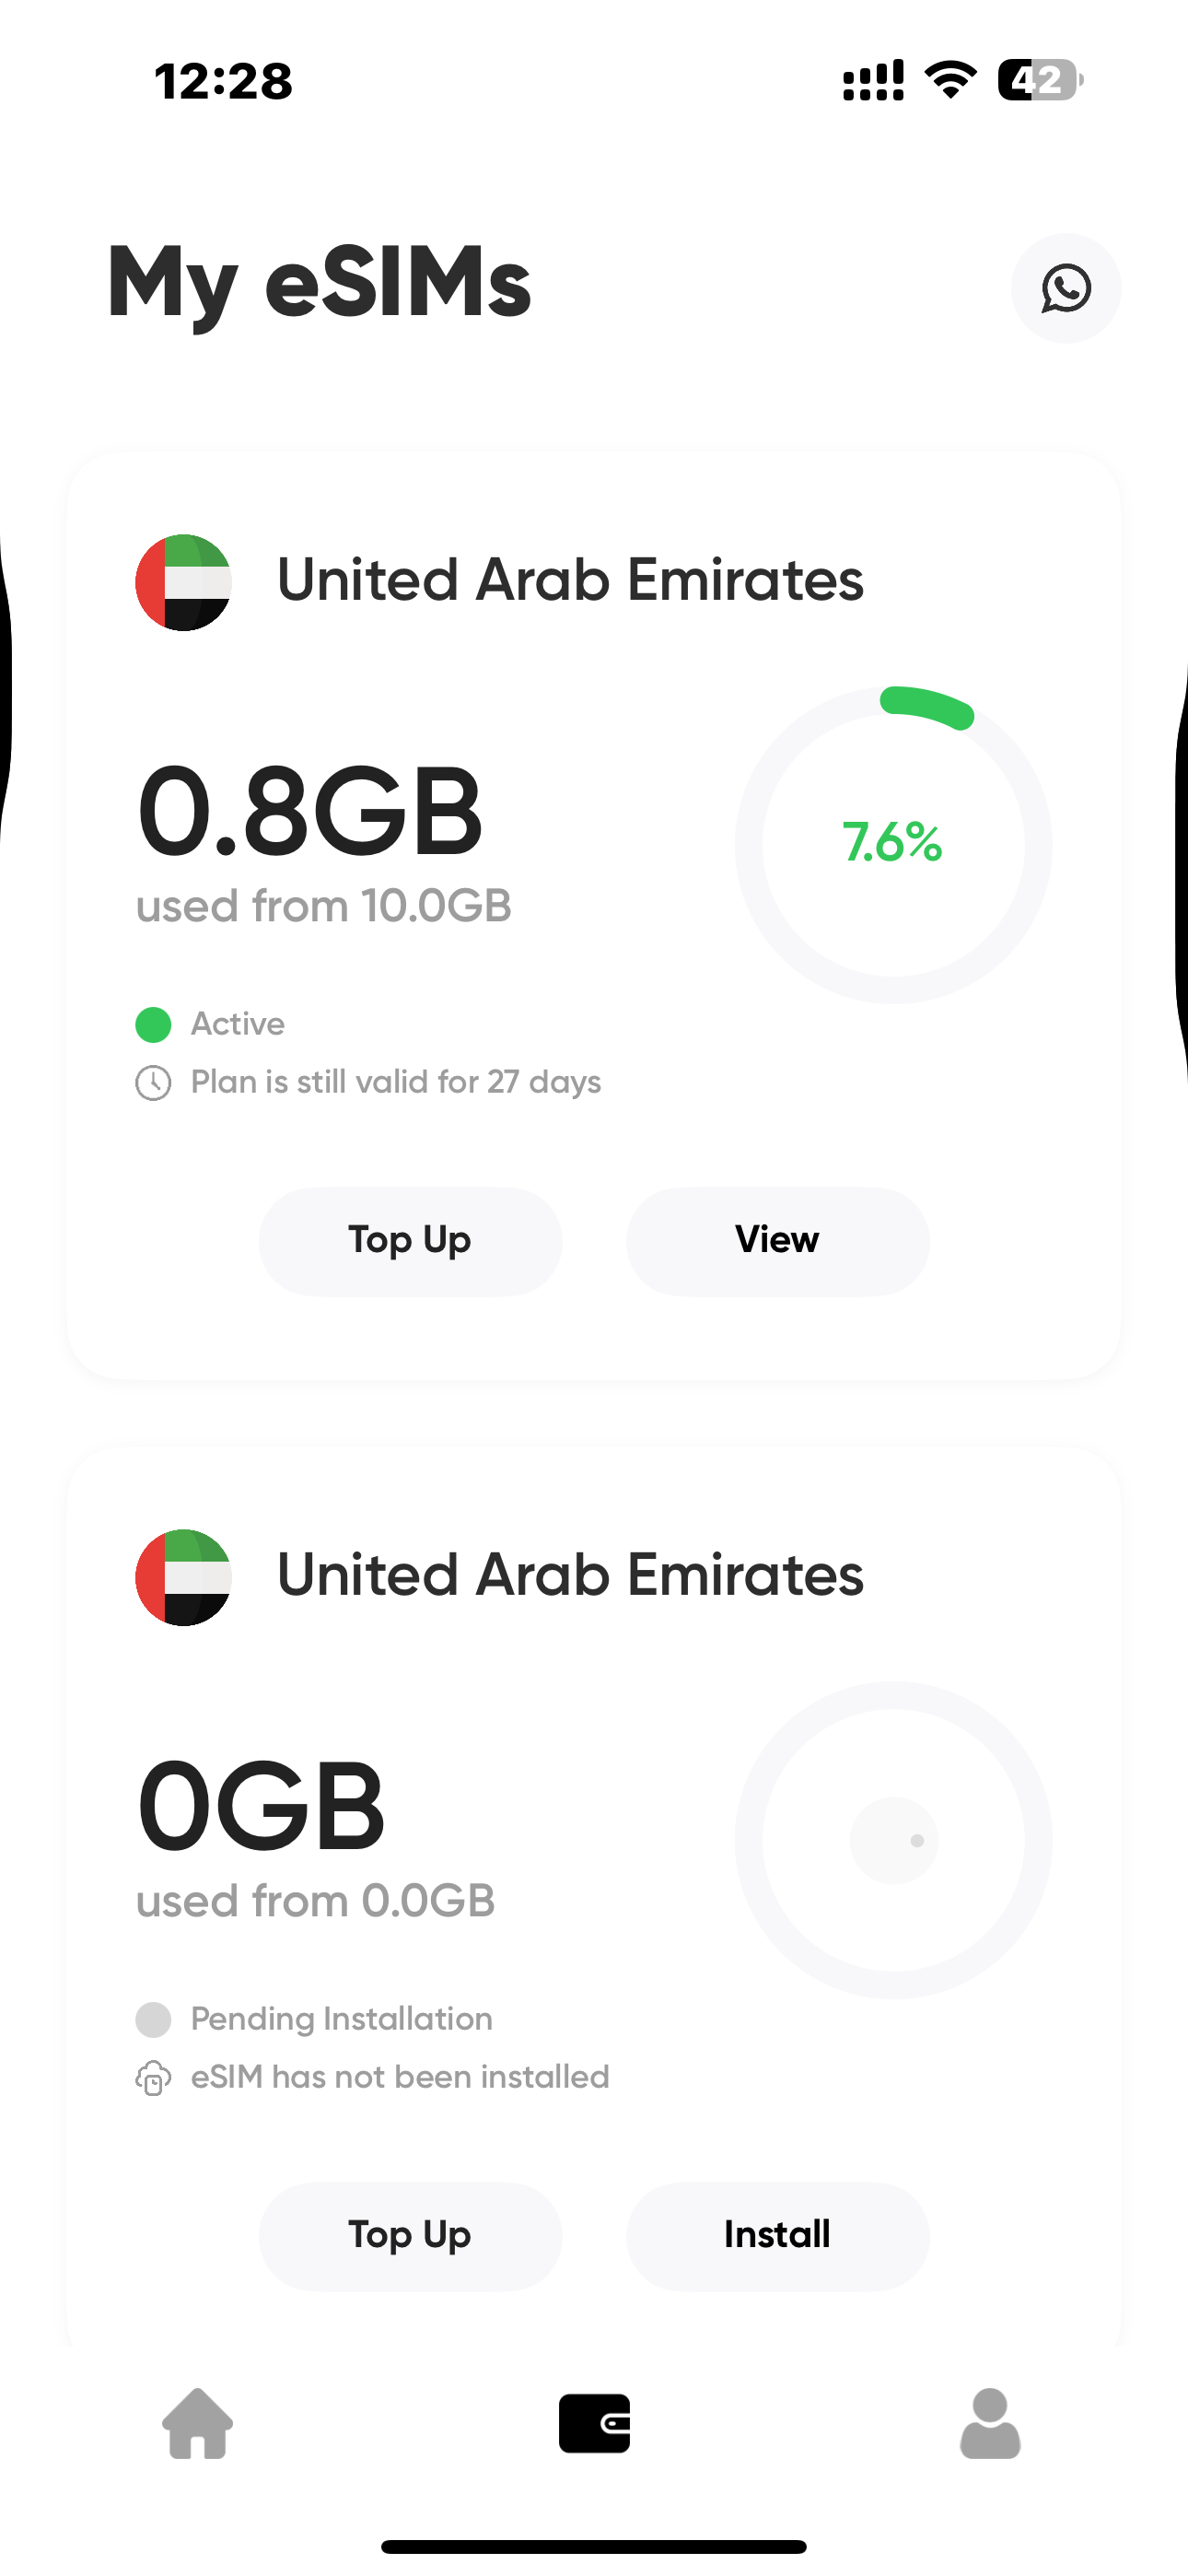 12:28
42
My eSIMs
United Arab Emirates
0.8GB
used from 10.0GB
7.6%
Active
Plan is still valid for 27 days
Top Up
View
United Arab Emirates
0GB
used from 0.0GB
Pending Installation
eSIM has not been installed
Top Up
Install